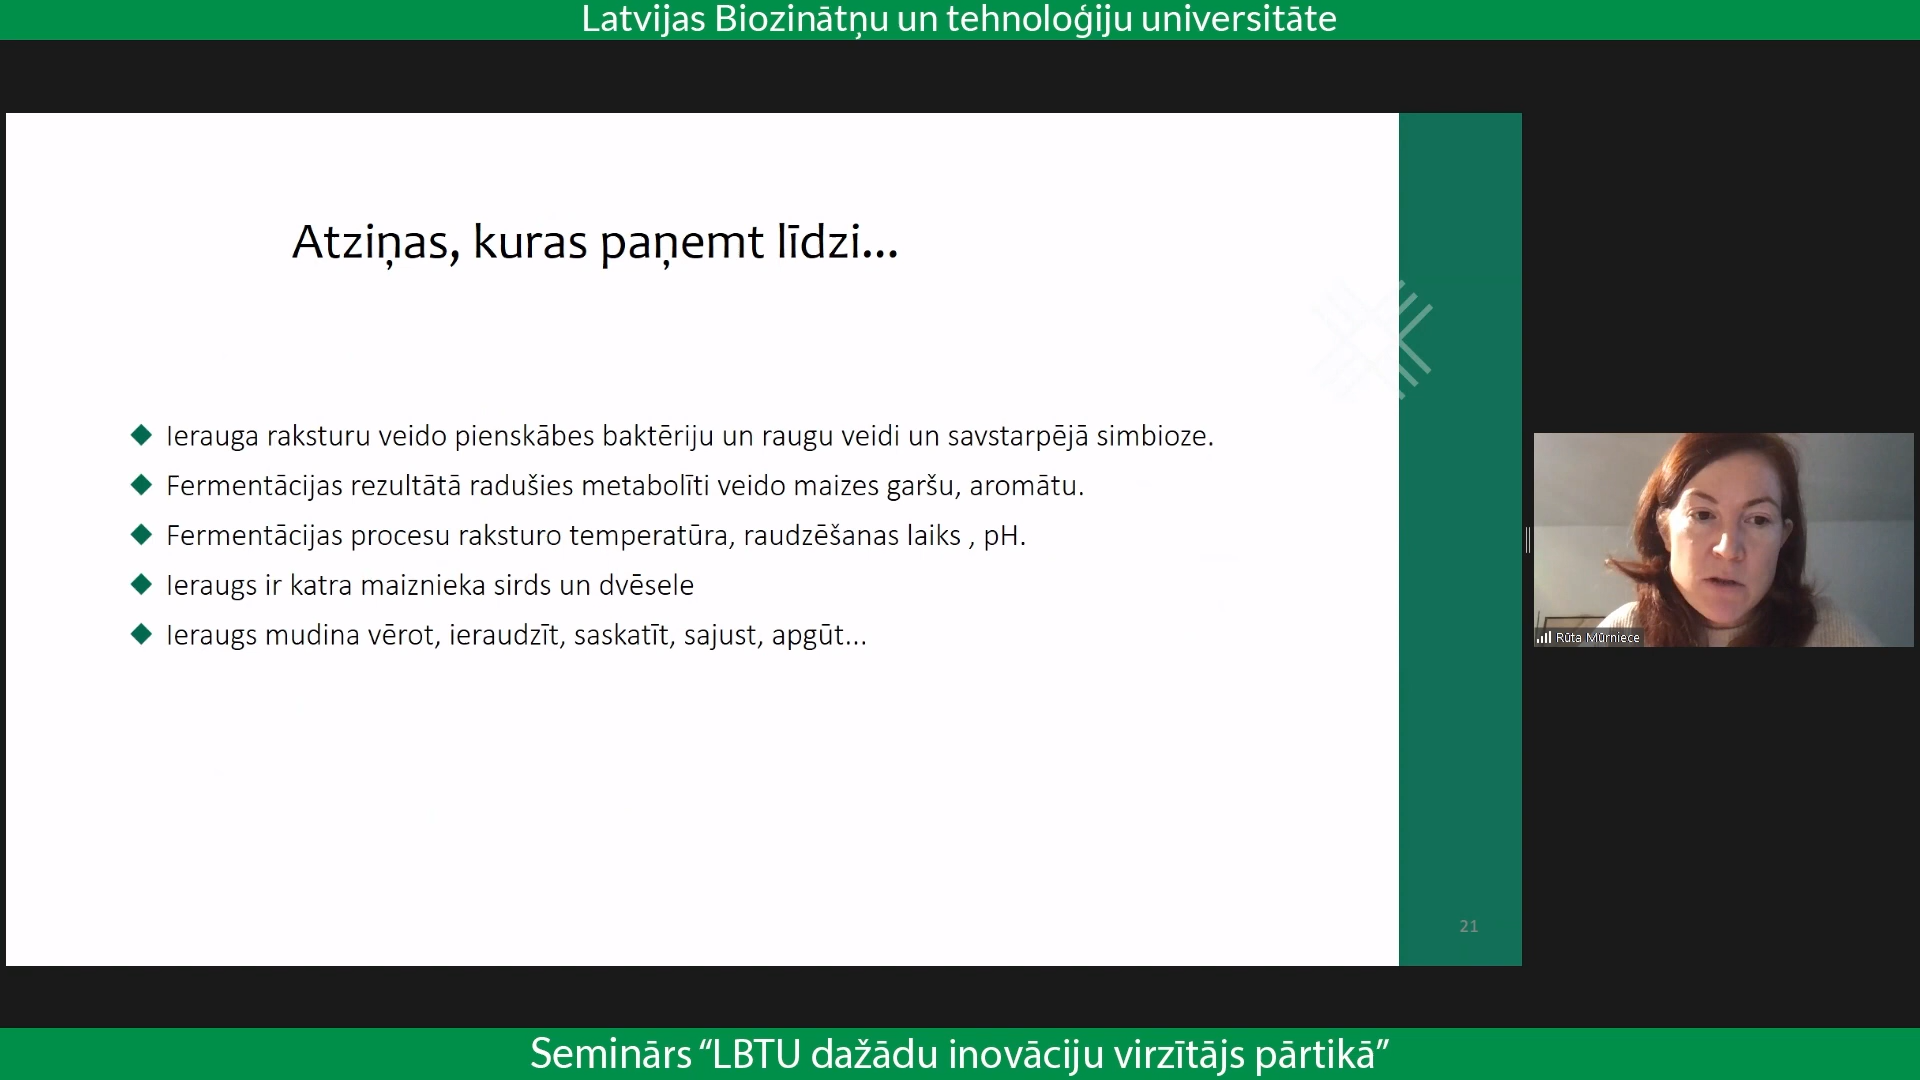 Latvijas Biozinātņu un tehnoloģiju universitāte
Atziņas, kuras paņemt līdzi...
Ierauga raksturu veido pienskābes baktēriju un raugu veidi un savstarpējā simbioze.
Fermentācijas rezultātā radušies metabolīti veido maizes garšu, aromātu.
Fermentācijas procesu raksturo temperatūra, raudzēšanas laiks , pH.
Ieraugs ir katra maiznieka sirds un dvēsele
Ieraugs mudina vērot, ieraudzīt, saskatīt, sajust, apgūt...
Rūta Mūrniece
21
Seminārs “LBTU dažādu inovāciju virzītājs pārtikā”